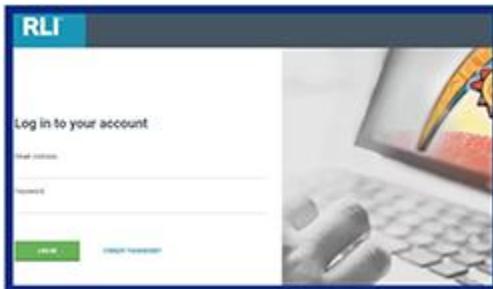 RLI
Log in to your account
Email Address
Password
LOG IN
FORGOT PASSWORD?